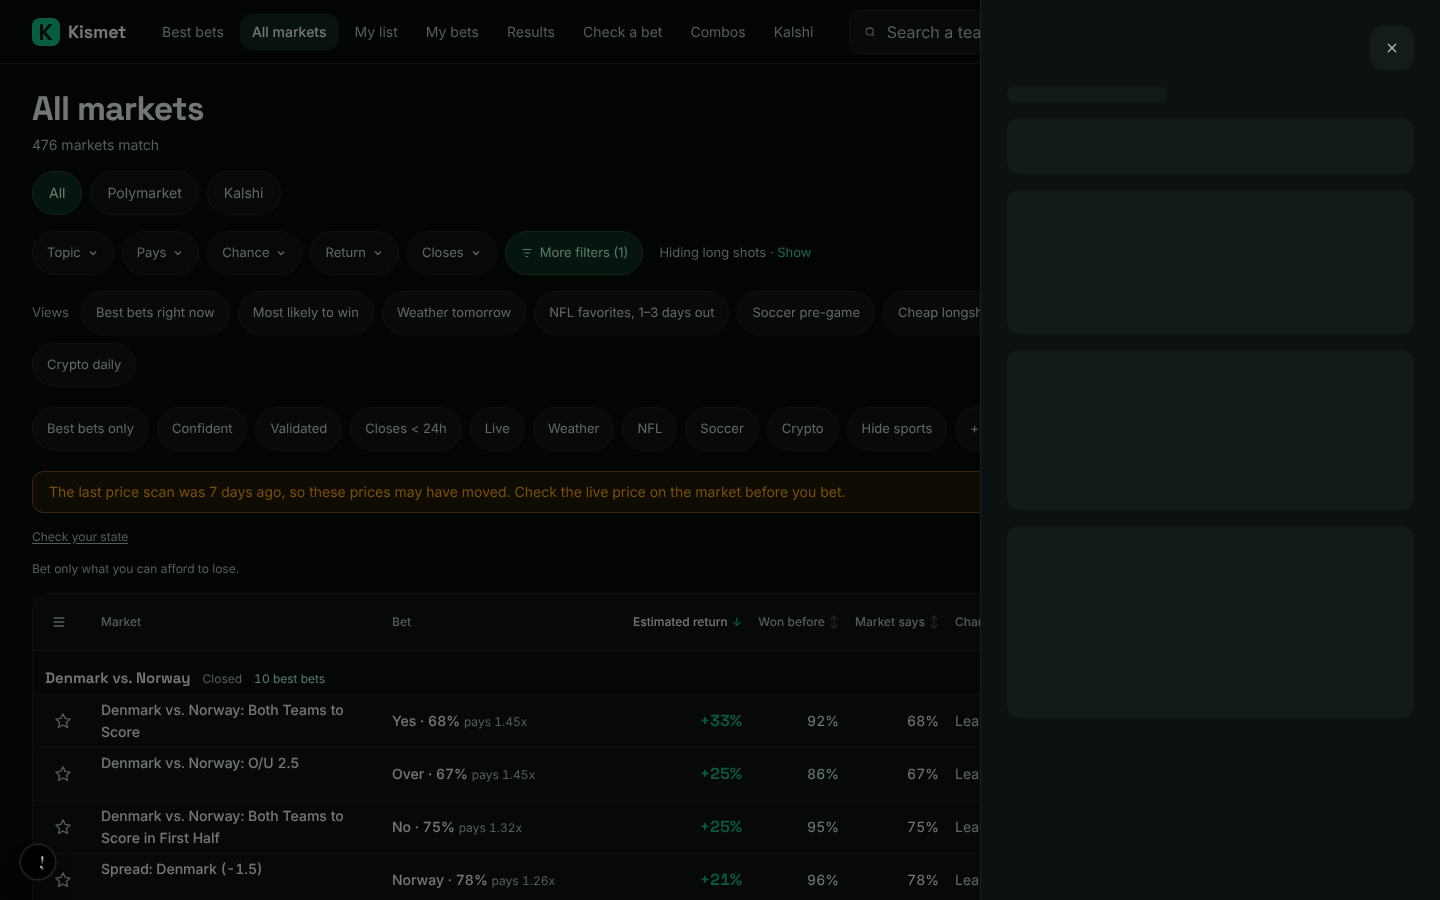 Kismet
Best bets
All markets
My list
My bets
Results
Check a bet
Combos
Kalshi
Search a tea
All markets
476 markets match
All
Polymarket
Kalshi
Topic
Pays
Chance
Return
Closes
More filters (1)
Hiding long shots · Show
Views
Best bets right now
Most likely to win
Weather tomorrow
NFL favorites, 1–3 days out
Soccer pre-game
Cheap longsh
Crypto daily
Best bets only
Confident
Validated
Closes < 24h
Live
Weather
NFL
Soccer
Crypto
Hide sports
+
The last price scan was 7 days ago, so these prices may have moved. Check the live price on the market before you bet.
Check your state
Bet only what you can afford to lose.
Market
Bet
Estimated return
Won before
Market says
Chan
Denmark vs. Norway
Closed
10 best bets
Denmark vs. Norway: Both Teams to
Score
Yes · 68% pays 1.45x
+33%
92%
68%
Lea
Denmark vs. Norway: O/U 2.5
Over · 67% pays 1.45x
+25%
86%
67%
Lea
Denmark vs. Norway: Both Teams to
Score in First Half
No · 75% pays 1.32x
+25%
95%
75%
Lea
Spread: Denmark (-1.5)
Norway · 78% pays 1.26x
+21%
96%
78%
Lea